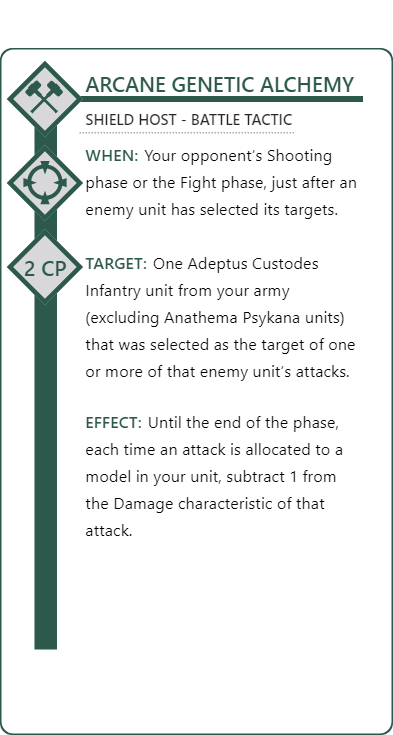 ARCANE GENETIC ALCHEMY
SHIELD HOST - BATTLE TACTIC
WHEN: Your opponent's Shooting
phase or the Fight phase, just after an
enemy unit has selected its targets.
2 CP
TARGET: One Adeptus Custodes
Infantry unit from your army
(excluding Anathema Psykana units)
that was selected as the target of one
or more of that enemy unit's attacks.
EFFECT: Until the end of the phase,
each time an attack is allocated to a
model in your unit, subtract 1 from
the Damage characteristic of that
attack.